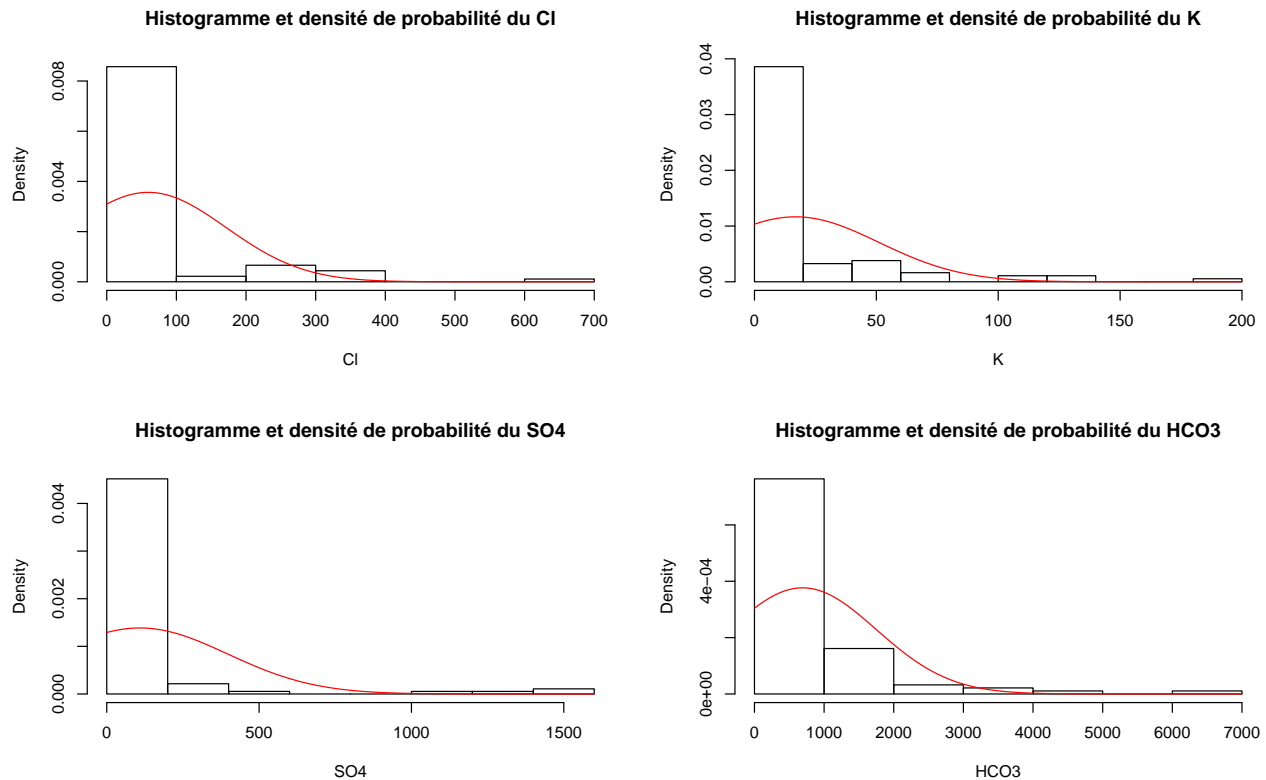 Histogramme et densité de probabilité du Cl
Density
0.000
0.004
0.008
0 100 200 300 400 500 600 700
Cl
Histogramme et densité de probabilité du K
Density
0.00
0.01
0.02
0.03
0.04
0 50 100 150 200
K
Histogramme et densité de probabilité du SO4
Density
0.000
0.002
0.004
0 500 1000 1500
SO4
Histogramme et densité de probabilité du HCO3
Density
0e+00
4e−04
0 1000 2000 3000 4000 5000 6000 7000
HCO3